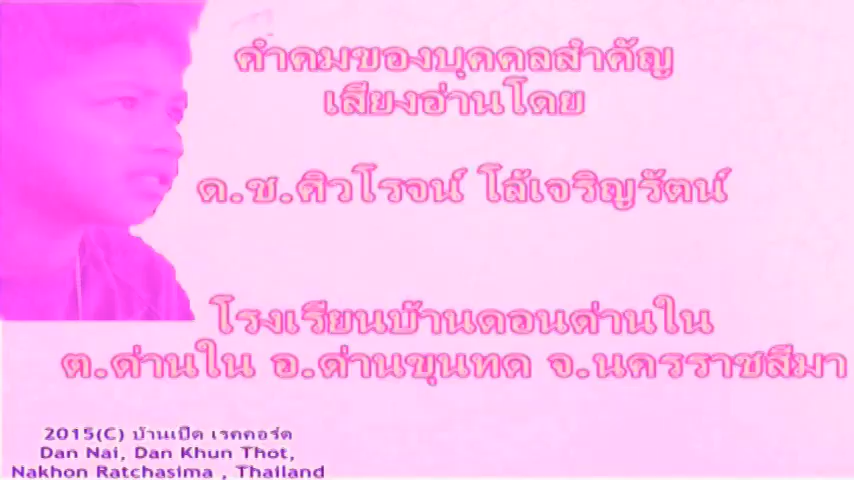 คำคมของบุคคลสำคัญ
เสียงอ่านโดย
ด.ช.ศิวโรจน์ โล้เจริญรัตน์
โรงเรียนบ้านดอนด่านใน
ต.ด่านใน อ.ด่านขุนทด จ.นครราชสีมา
2015(C) บ้านเป็ด เรคคอร์ด
Dan Nai, Dan Khun Thot,
Nakhon Ratchasima , Thailand